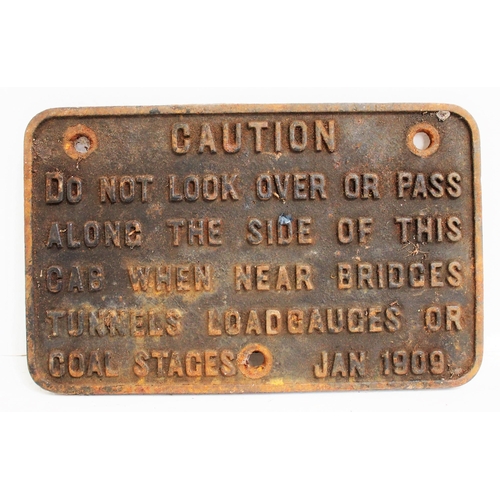 CAUTION
DO NOT LOOK OVER OR PASS
ALONG THE SIDE OF THIS
CAB WHEN NEAR BRIDGES
TUNNELS LOADGAUGES OR
COAL STAGES JAN 1909.